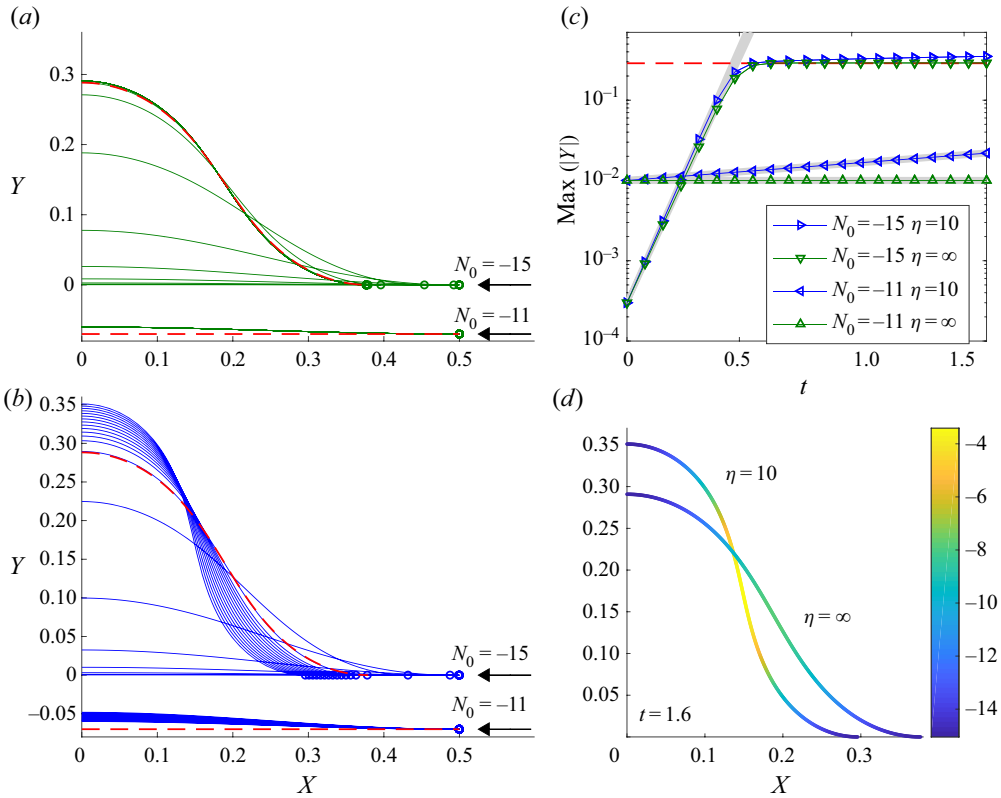 (a)
Y
0.3
0.2
0.1
0
N₀ = −15
N₀ = −11
0
0.1
0.2
0.3
0.4
0.5
(b)
Y
0.35
0.30
0.25
0.20
0.15
0.10
0.05
0
−0.05
N₀ = −15
N₀ = −11
0
0.1
0.2
0.3
0.4
0.5
X
(c)
Max (|Y|)
10⁻¹
10⁻²
10⁻³
10⁻⁴
N₀ = −15 η = 10
N₀ = −15 η = ∞
N₀ = −11 η = 10
N₀ = −11 η = ∞
0
0.5
1.0
1.5
t
(d)
0.35
0.30
0.25
0.20
0.15
0.10
0.05
η = 10
η = ∞
t = 1.6
0
0.1
0.2
0.3
X
−4
−6
−8
−10
−12
−14